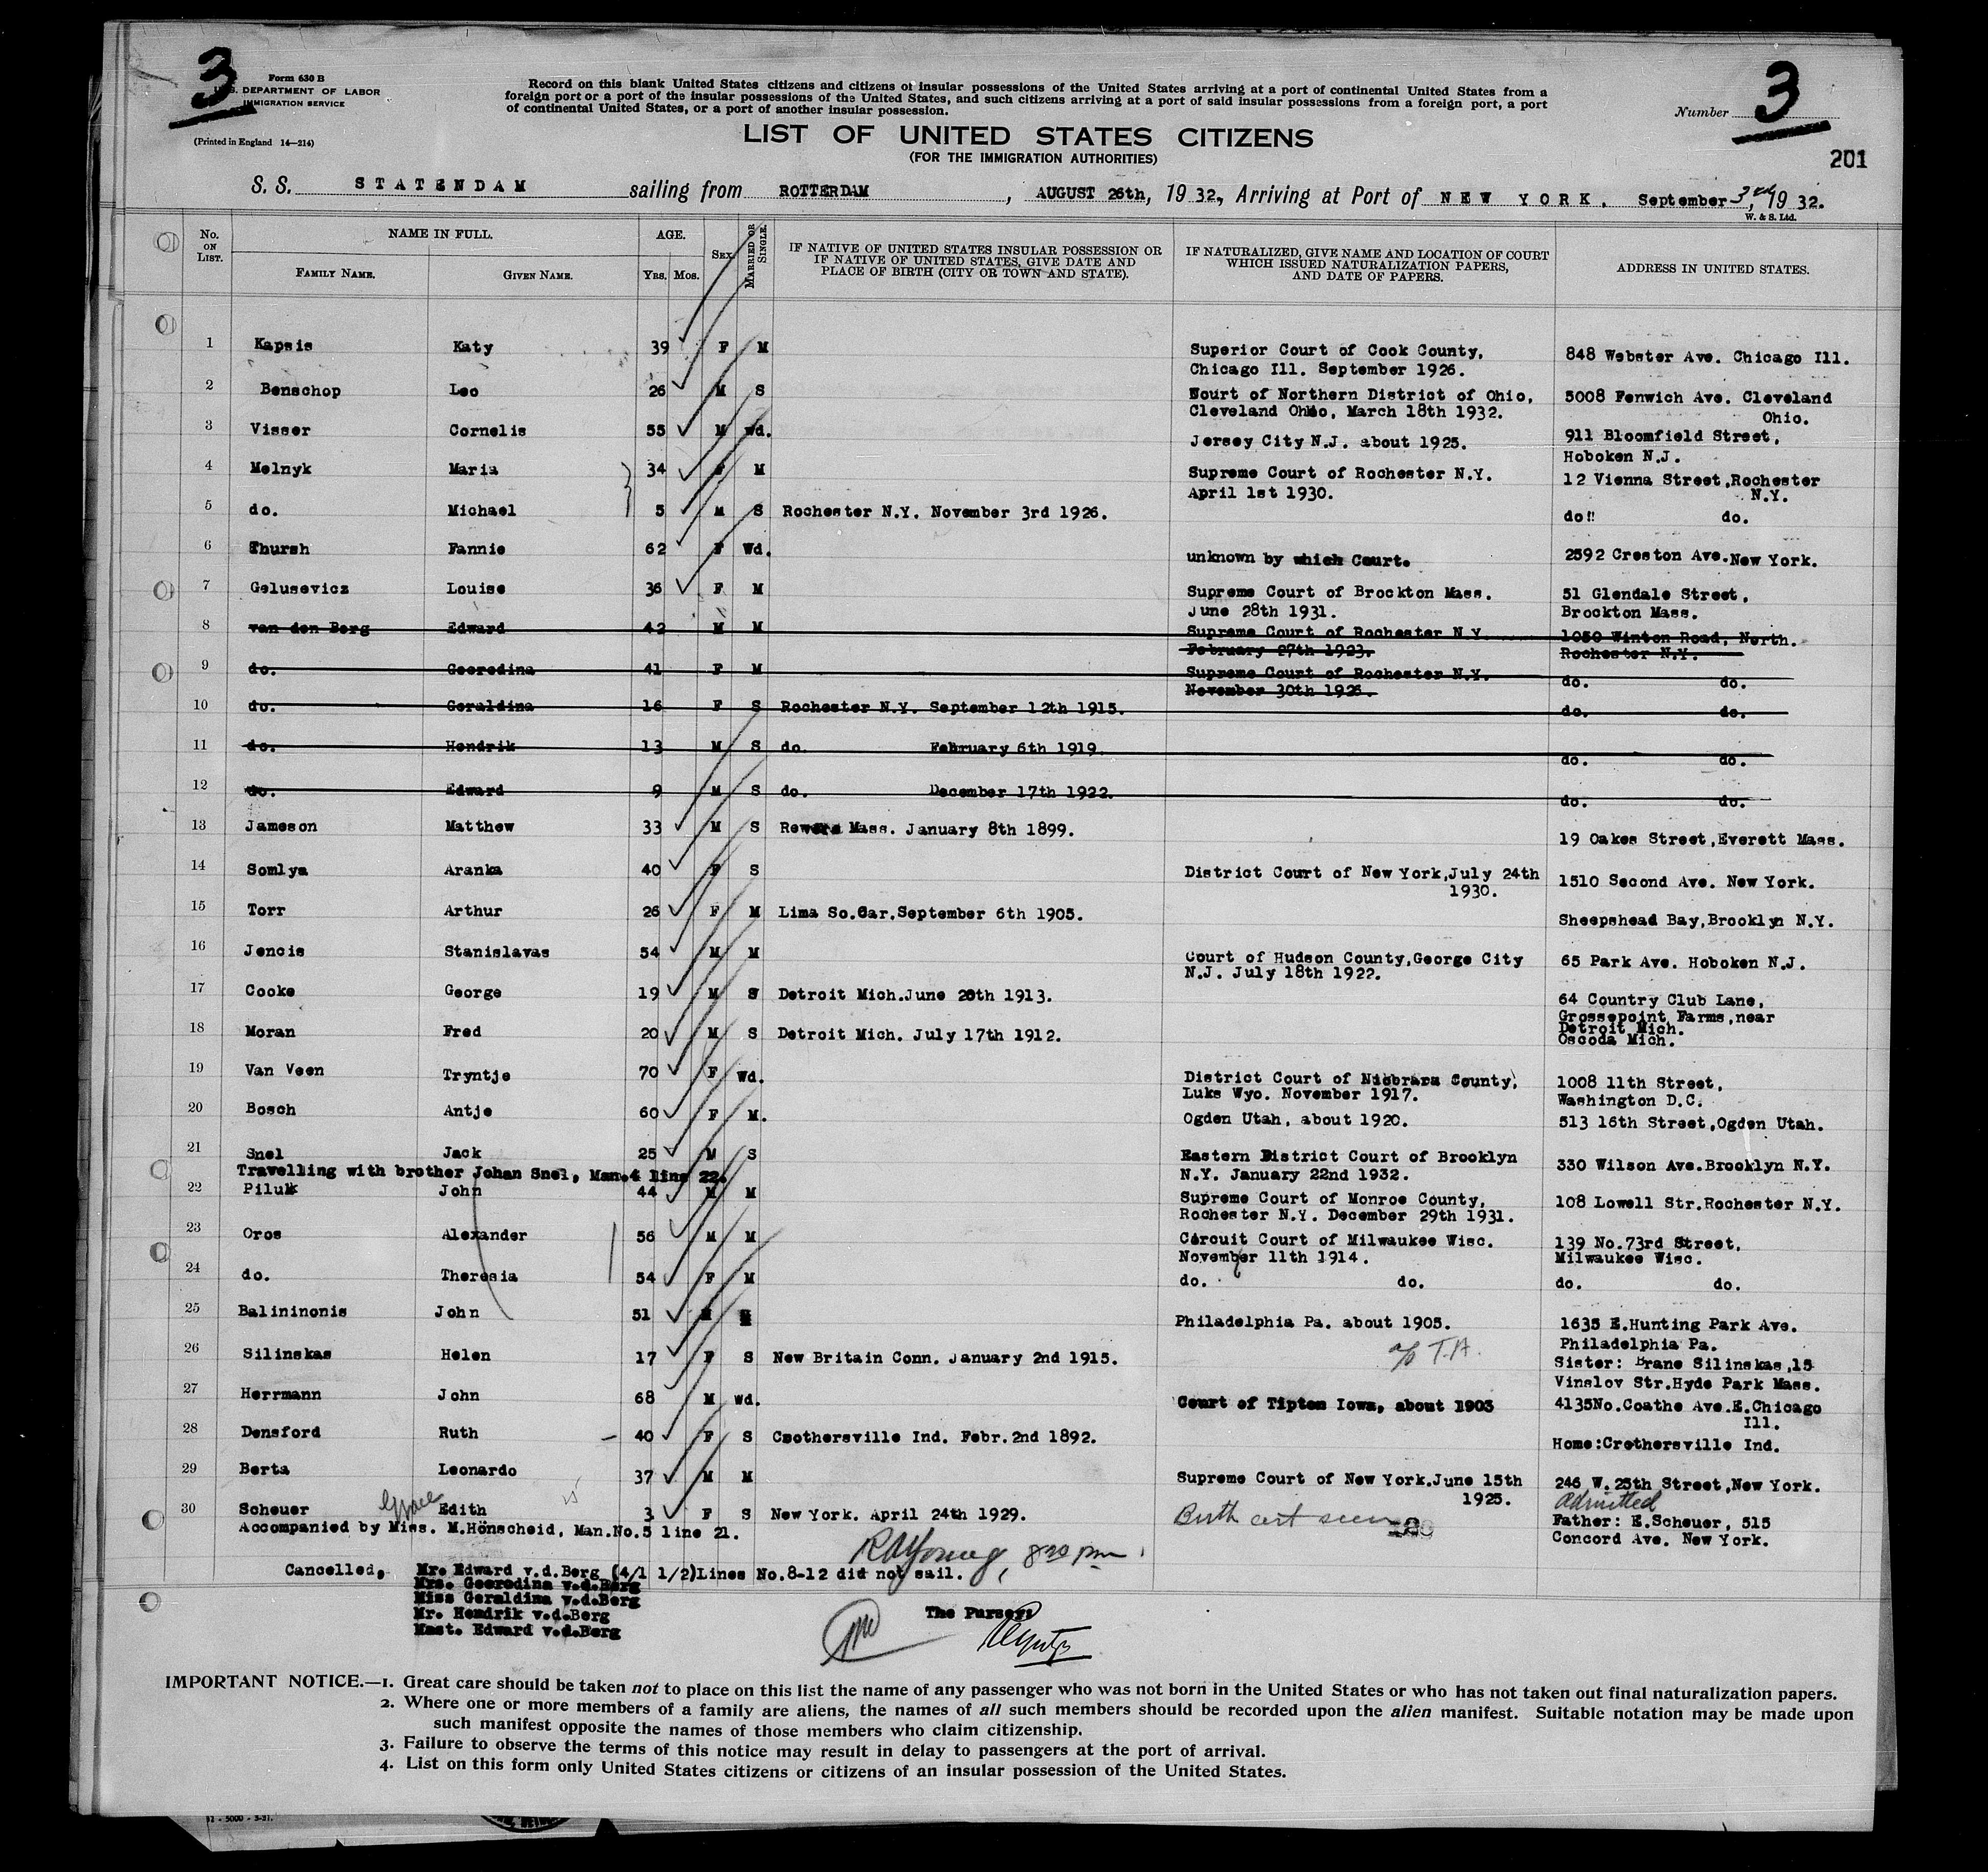 3
Form 630 B
U.S. DEPARTMENT OF LABOR
IMMIGRATION SERVICE
(Printed in England 14—214)
Record on this blank United States citizens and citizens of insular possessions of the United States arriving at a port of continental United States from a
foreign port or a port of the insular possessions of the United States, and such citizens arriving at a port of said insular possessions from a foreign port, a port
of continental United States, or a port of another insular possession.
Number 3
LIST OF UNITED STATES CITIZENS
(FOR THE IMMIGRATION AUTHORITIES)
201
S. S. STATENDAM sailing from ROTTERDAM, AUGUST 26th, 1932, Arriving at Port of NEW YORK. September 3rd, 1932.
W. & S. Ltd.
No. ON LIST. NAME IN FULL. AGE. SEX. MARRIED OR SINGLE. IF NATIVE OF UNITED STATES INSULAR POSSESSION OR IF NATIVE OF UNITED STATES, GIVE DATE AND PLACE OF BIRTH (CITY OR TOWN AND STATE). IF NATURALIZED, GIVE NAME AND LOCATION OF COURT WHICH ISSUED NATURALIZATION PAPERS, AND DATE OF PAPERS. ADDRESS IN UNITED STATES.
FAMILY NAME. GIVEN NAME. YRS. MOS.
1 Kapsis Katy 39 F M Superior Court of Cook County, 848 Webster Ave. Chicago Ill.
Chicago Ill. September 1926.
2 Benschop Leo 26 M S Court of Northern District of Ohio, 5008 Fenwich Ave. Cleveland
Cleveland Ohio, March 18th 1932. Ohio.
3 Visser Cornelis 55 M Wd. Jersey City N.J. about 1925. 911 Bloomfield Street,
Hoboken N.J.
4 Melnyk Maria 34 F M Supreme Court of Rochester N.Y. 12 Vienna Street,Rochester
April 1st 1930. N.Y.
5 do. Michael 5 M S Rochester N.Y. November 3rd 1926. do!! do.
6 Thursh Fannie 62 F Wd. unknown by which Court. 2592 Creston Ave.New York.
7 Gelusevicz Louise 36 F M Supreme Court of Brockton Mass. 51 Glendale Street,
June 28th 1931. Brockton Mass.
8 van den Berg Edward 42 M M Supreme Court of Rochester N.Y. 1050 Winton Road, North.
February 27th 1923. Rochester N.Y.
9 do. Geeredina 41 F M Supreme Court of Rochester N.Y. do. do.
November 30th 1926.
10 do. Geraldina 16 F S Rochester N.Y. September 12th 1915. do. do.
11 do. Hendrik 13 M S do. February 6th 1919. do. do.
12 do. Edward 9 M S do. December 17th 1922. do. do.
13 Jameson Matthew 33 M S Mass. January 8th 1899. 19 Oakes Street,Everett Mass.
14 Somlya Aranka 40 F S District Court of New York,July 24th 1510 Second Ave. New York.
1930.
15 Torr Arthur 26 F M Lima So.Car.September 6th 1905. Sheepshead Bay,Brooklyn N.Y.
16 Jencis Stanislavas 54 M M Court of Hudson County,George City 65 Park Ave. Hoboken N.J.
N.J. July 18th 1922.
17 Cooke George 19 M S Detroit Mich.June 20th 1913. 64 Country Club Lane,
Grossepoint Farms,near
Detroit Mich.
18 Moran Fred 20 M S Detroit Mich. July 17th 1912. Oscoda Mich.
19 Van Veen Tryntje 70 F Wd. District Court of Niobrara County, 1008 11th Street,
Luks Wyo. November 1917. Washington D.C.
20 Bosch Antje 60 F M. Ogden Utah, about 1920. 513 16th Street,Ogden Utah.
21 Snel Jack 25 M S Eastern District Court of Brooklyn 330 Wilson Ave.Brooklyn N.Y.
Travelling with brother Johan Snel, Man.4 line 22. N.Y. January 22nd 1932.
22 Piluk John 44 M M Supreme Court of Monroe County, 108 Lowell Str.Rochester N.Y.
Rochester N.Y. December 29th 1931.
23 Oros Alexander 56 M M Circuit Court of Milwaukee Wisc. 139 No.73rd Street,
November 11th 1914. Milwaukee Wisc.
24 do. Theresia 54 F M do. do. do. do.
25 Balininonis John 51 M Philadelphia Pa. about 1905. 1635 E.Hunting Park Ave.
Philadelphia Pa.
26 Silinskas Helen 17 F S New Britain Conn. January 2nd 1915. a/o T.A. Sister: Brane Silinskas,15
Vinslov Str.Hyde Park Mass.
27 Herrmann John 68 M Wd. Court of Tipton Iowa, about 1903 4135No.Coathe Ave.E.Chicago
Ill.
28 Densford Ruth 40 F S Crothersville Ind. Febr.2nd 1892. Home:Crothersville Ind.
29 Berta Leonardo 37 M M Supreme Court of New York.June 15th 246 W.25th Street,New York.
1925.
30 Scheuer Grace Edith 3 F S New York. April 24th 1929. Birth cert seen Admitted
Father: E.Scheuer, 515
Accompanied by Miss. M.Hönscheid, Man.No.5 line 21. Concord Ave. New York.
RAYoung, 8 20 pm
Cancelled, Mr. Edward v.d.Berg (4/1 1/2)Lines No.8-12 did not sail.
Mrs. Geeredina v.d.Berg
Miss Geraldina v.d.Berg
Mr. Hendrik v.d.Berg
Mast. Edward v.d.Berg
The Purser:
IMPORTANT NOTICE.—1. Great care should be taken not to place on this list the name of any passenger who was not born in the United States or who has not taken out final naturalization papers.
2. Where one or more members of a family are aliens, the names of all such members should be recorded upon the alien manifest. Suitable notation may be made upon
such manifest opposite the names of those members who claim citizenship.
3. Failure to observe the terms of this notice may result in delay to passengers at the port of arrival.
4. List on this form only United States citizens or citizens of an insular possession of the United States.